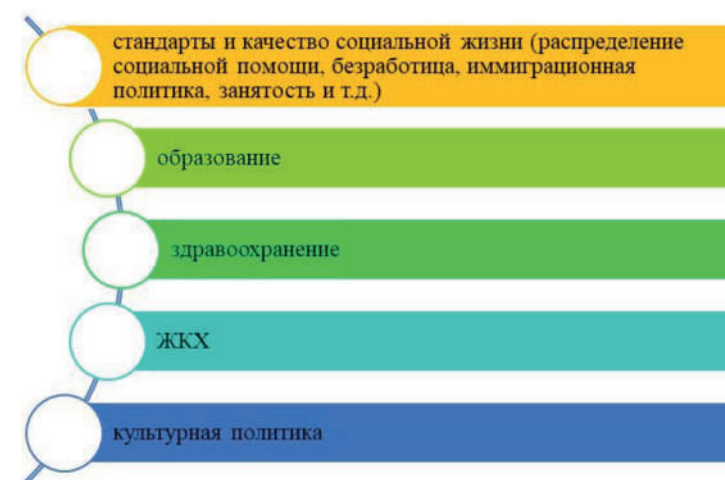 стандарты и качество социальной жизни (распределение
социальной помощи, безработица, иммиграционная
политика, занятость и т.д.)
образование
здравоохранение
ЖКХ
культурная политика